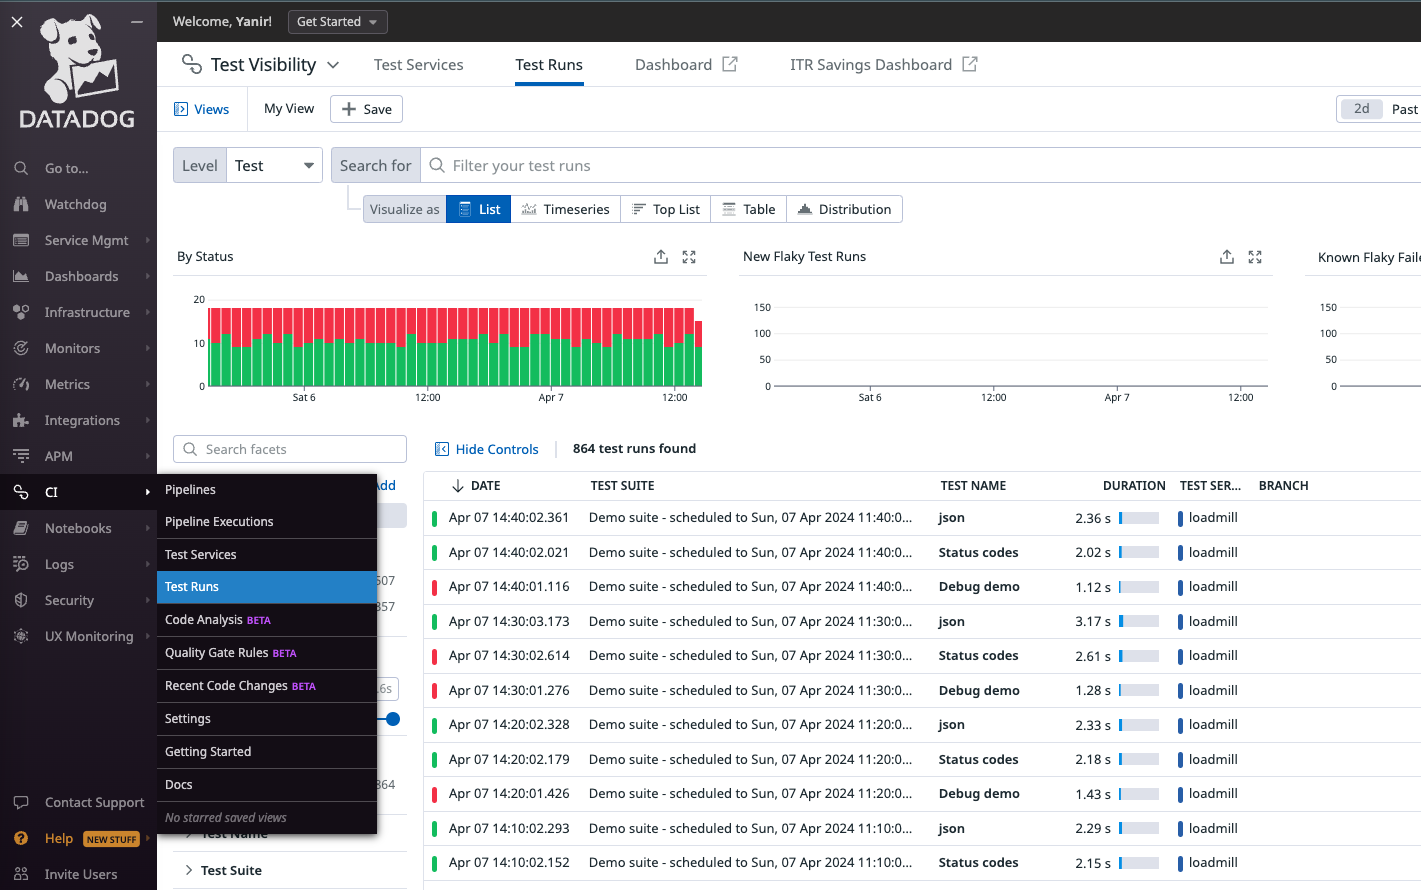 Welcome, Yanir!
Get Started
DATADOG
Go to...
Watchdog
Service Mgmt
Dashboards
Infrastructure
Monitors
Metrics
Integrations
APM
CI
Notebooks
Logs
Security
UX Monitoring
Contact Support
Help NEW STUFF
Invite Users
Test Visibility
Test Services
Test Runs
Dashboard
ITR Savings Dashboard
Views
My View
Save
2d Past
Level Test
Search for Filter your test runs
Visualize as List Timeseries Top List Table Distribution
By Status
20
10
0
Sat 6 12:00 Apr 7 12:00
New Flaky Test Runs
150
100
50
0
Sat 6 12:00 Apr 7 12:00
Known Flaky Faile
150
100
50
0
Search facets
Pipelines
Pipeline Executions
Test Services
Test Runs
Code Analysis BETA
Quality Gate Rules BETA
Recent Code Changes BETA
Settings
Getting Started
Docs
No starred saved views
Test Name
Test Suite
Hide Controls
864 test runs found
DATE TEST SUITE TEST NAME DURATION TEST SER... BRANCH
Apr 07 14:40:02.361 Demo suite - scheduled to Sun, 07 Apr 2024 11:40:0... json 2.36 s loadmill
Apr 07 14:40:02.021 Demo suite - scheduled to Sun, 07 Apr 2024 11:40:0... Status codes 2.02 s loadmill
Apr 07 14:40:01.116 Demo suite - scheduled to Sun, 07 Apr 2024 11:40:0... Debug demo 1.12 s loadmill
Apr 07 14:30:03.173 Demo suite - scheduled to Sun, 07 Apr 2024 11:30:0... json 3.17 s loadmill
Apr 07 14:30:02.614 Demo suite - scheduled to Sun, 07 Apr 2024 11:30:0... Status codes 2.61 s loadmill
Apr 07 14:30:01.276 Demo suite - scheduled to Sun, 07 Apr 2024 11:30:0... Debug demo 1.28 s loadmill
Apr 07 14:20:02.328 Demo suite - scheduled to Sun, 07 Apr 2024 11:20:0... json 2.33 s loadmill
Apr 07 14:20:02.179 Demo suite - scheduled to Sun, 07 Apr 2024 11:20:0... Status codes 2.18 s loadmill
Apr 07 14:20:01.426 Demo suite - scheduled to Sun, 07 Apr 2024 11:20:0... Debug demo 1.43 s loadmill
Apr 07 14:10:02.293 Demo suite - scheduled to Sun, 07 Apr 2024 11:10:0... json 2.29 s loadmill
Apr 07 14:10:02.152 Demo suite - scheduled to Sun, 07 Apr 2024 11:10:0... Status codes 2.15 s loadmill